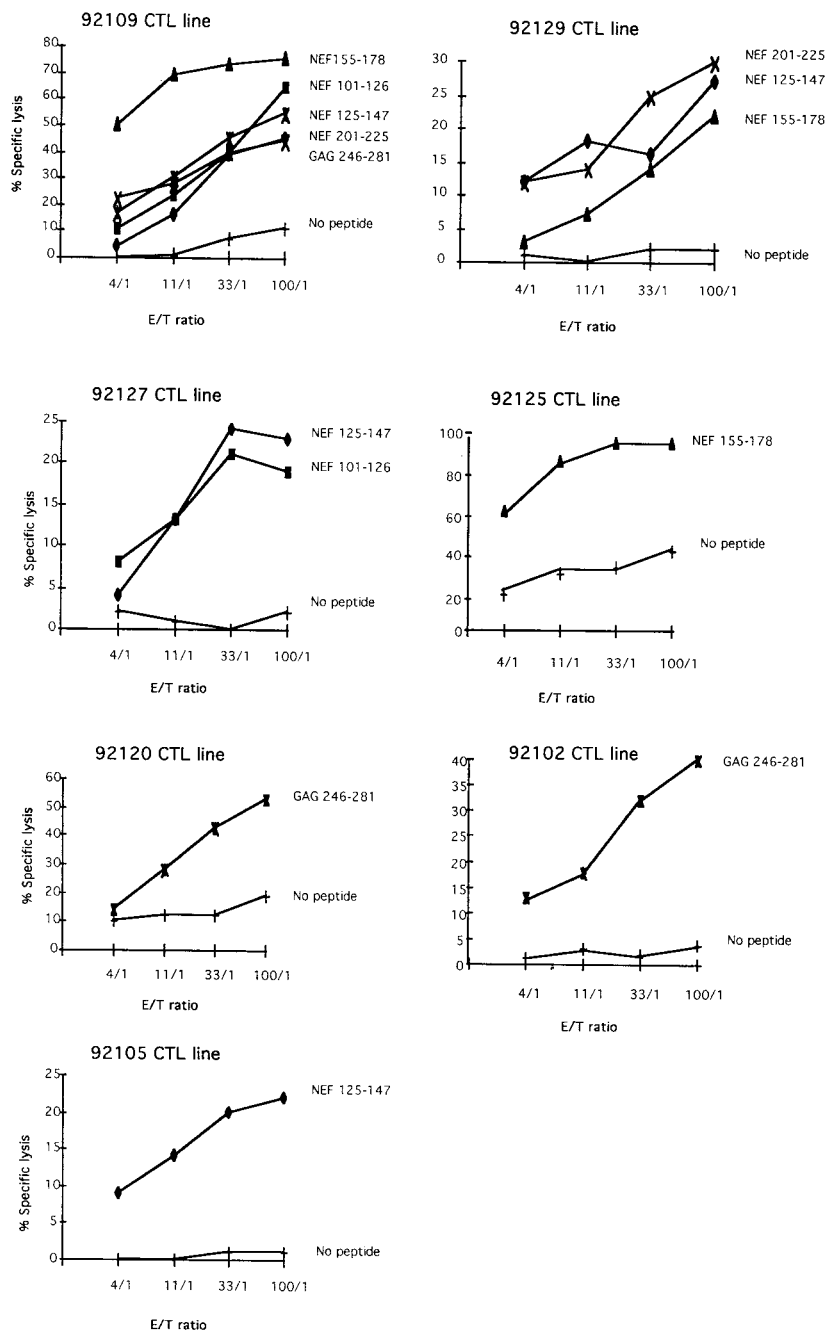 92109 CTL line
% Specific lysis
80
70
60
50
40
30
20
10
0
4/1 11/1 33/1 100/1
E/T ratio
NEF155-178
NEF 101-126
NEF 125-147
NEF 201-225
GAG 246-281
No peptide
92129 CTL line
30
25
20
15
10
5
0
4/1 11/1 33/1 100/1
E/T ratio
NEF 201-225
NEF 125-147
NEF 155-178
No peptide
92127 CTL line
% Specific lysis
25
20
15
10
5
0
4/1 11/1 33/1 100/1
E/T ratio
NEF 125-147
NEF 101-126
No peptide
92125 CTL line
100
80
60
40
20
0
4/1 11/1 33/1 100/1
E/T ratio
NEF 155-178
No peptide
92120 CTL line
% Specific lysis
60
50
40
30
20
10
0
4/1 11/1 33/1 100/1
E/T ratio
GAG 246-281
No peptide
92102 CTL line
40
35
30
25
20
15
10
5
0
4/1 11/1 33/1 100/1
E/T ratio
GAG 246-281
No peptide
92105 CTL line
% Specific lysis
25
20
15
10
5
0
4/1 11/1 33/1 100/1
E/T ratio
NEF 125-147
No peptide